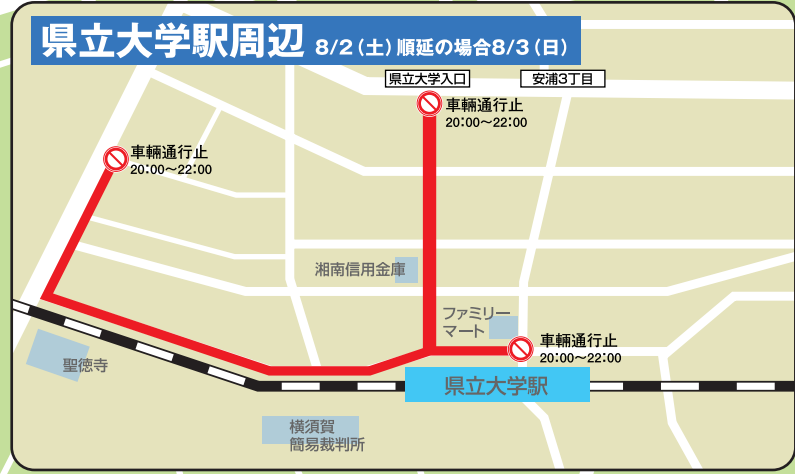 県立大学駅周辺 8/2（土）順延の場合8/3（日）
県立大学入口
安浦3丁目
車輛通行止
20:00〜22:00
車輛通行止
20:00〜22:00
湘南信用金庫
ファミリー
マート
車輛通行止
20:00〜22:00
聖徳寺
県立大学駅
横須賀
簡易裁判所